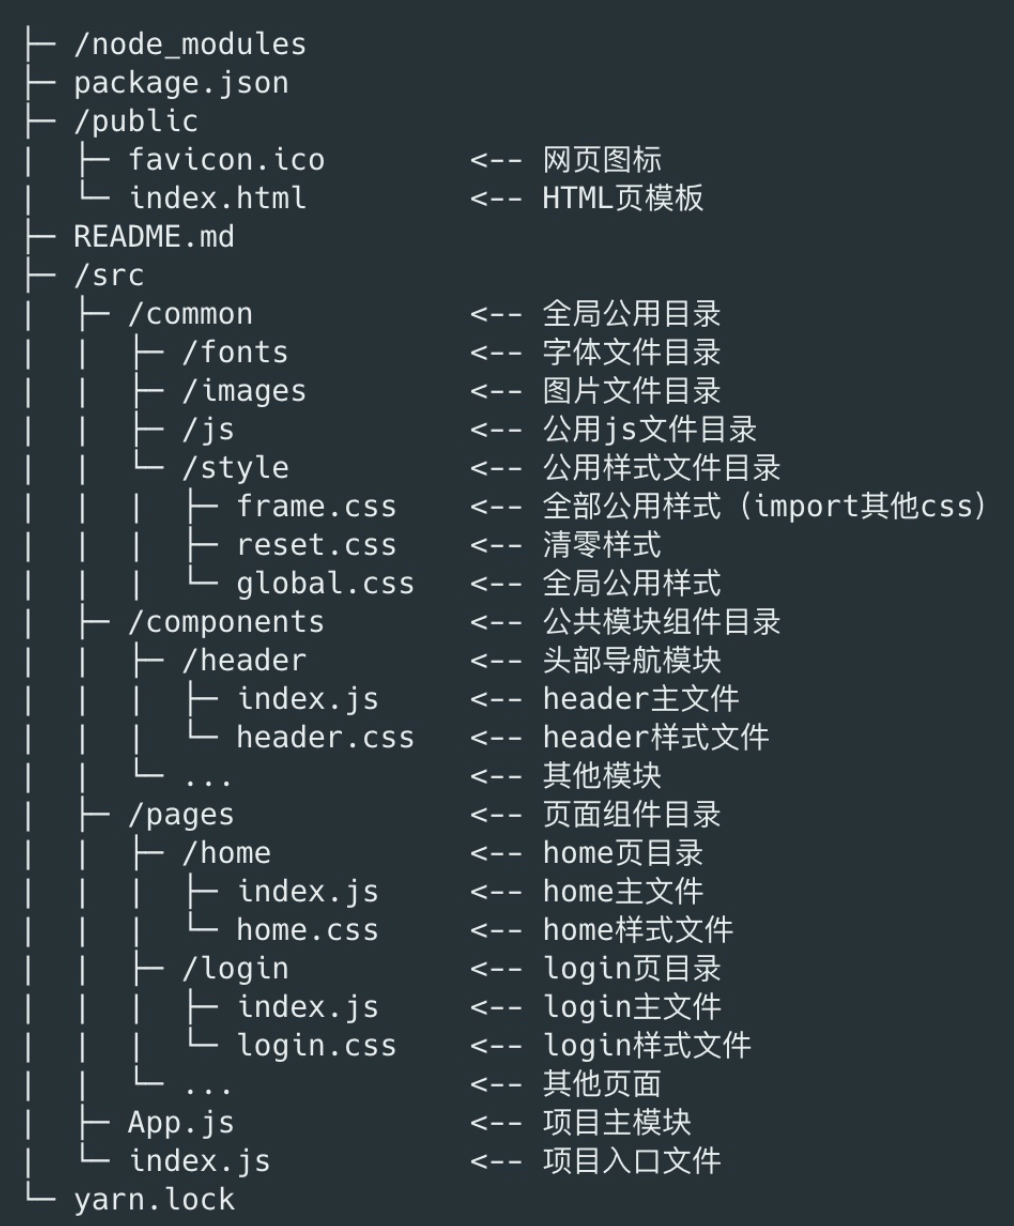 ├─ /node_modules
├─ package.json
├─ /public
|  ├─ favicon.ico        <-- 网页图标
|  └─ index.html         <-- HTML页模板
├─ README.md
├─ /src
|  ├─ /common            <-- 全局公用目录
|  |  ├─ /fonts          <-- 字体文件目录
|  |  ├─ /images         <-- 图片文件目录
|  |  ├─ /js             <-- 公用js文件目录
|  |  └─ /style          <-- 公用样式文件目录
|  |  |  ├─ frame.css    <-- 全部公用样式（import其他css）
|  |  |  ├─ reset.css    <-- 清零样式
|  |  |  └─ global.css   <-- 全局公用样式
|  ├─ /components        <-- 公共模块组件目录
|  |  ├─ /header         <-- 头部导航模块
|  |  |  ├─ index.js     <-- header主文件
|  |  |  └─ header.css   <-- header样式文件
|  |  └─ ...             <-- 其他模块
|  ├─ /pages             <-- 页面组件目录
|  |  ├─ /home           <-- home页目录
|  |  |  ├─ index.js     <-- home主文件
|  |  |  └─ home.css     <-- home样式文件
|  |  ├─ /login          <-- login页目录
|  |  |  ├─ index.js     <-- login主文件
|  |  |  └─ login.css    <-- login样式文件
|  |  └─ ...             <-- 其他页面
|  ├─ App.js             <-- 项目主模块
|  └─ index.js           <-- 项目入口文件
└─ yarn.lock